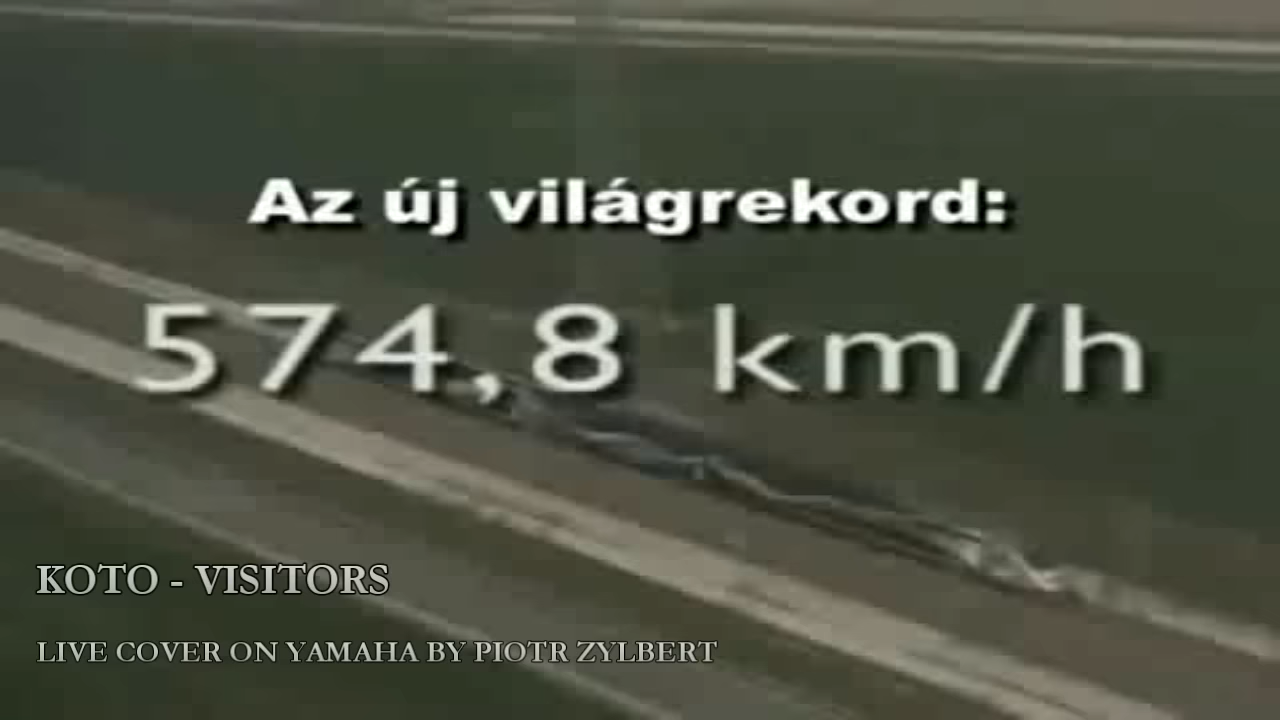 Az új világrekord:
574,8 km/h
KOTO - VISITORS
LIVE COVER ON YAMAHA BY PIOTR ZYLBERT